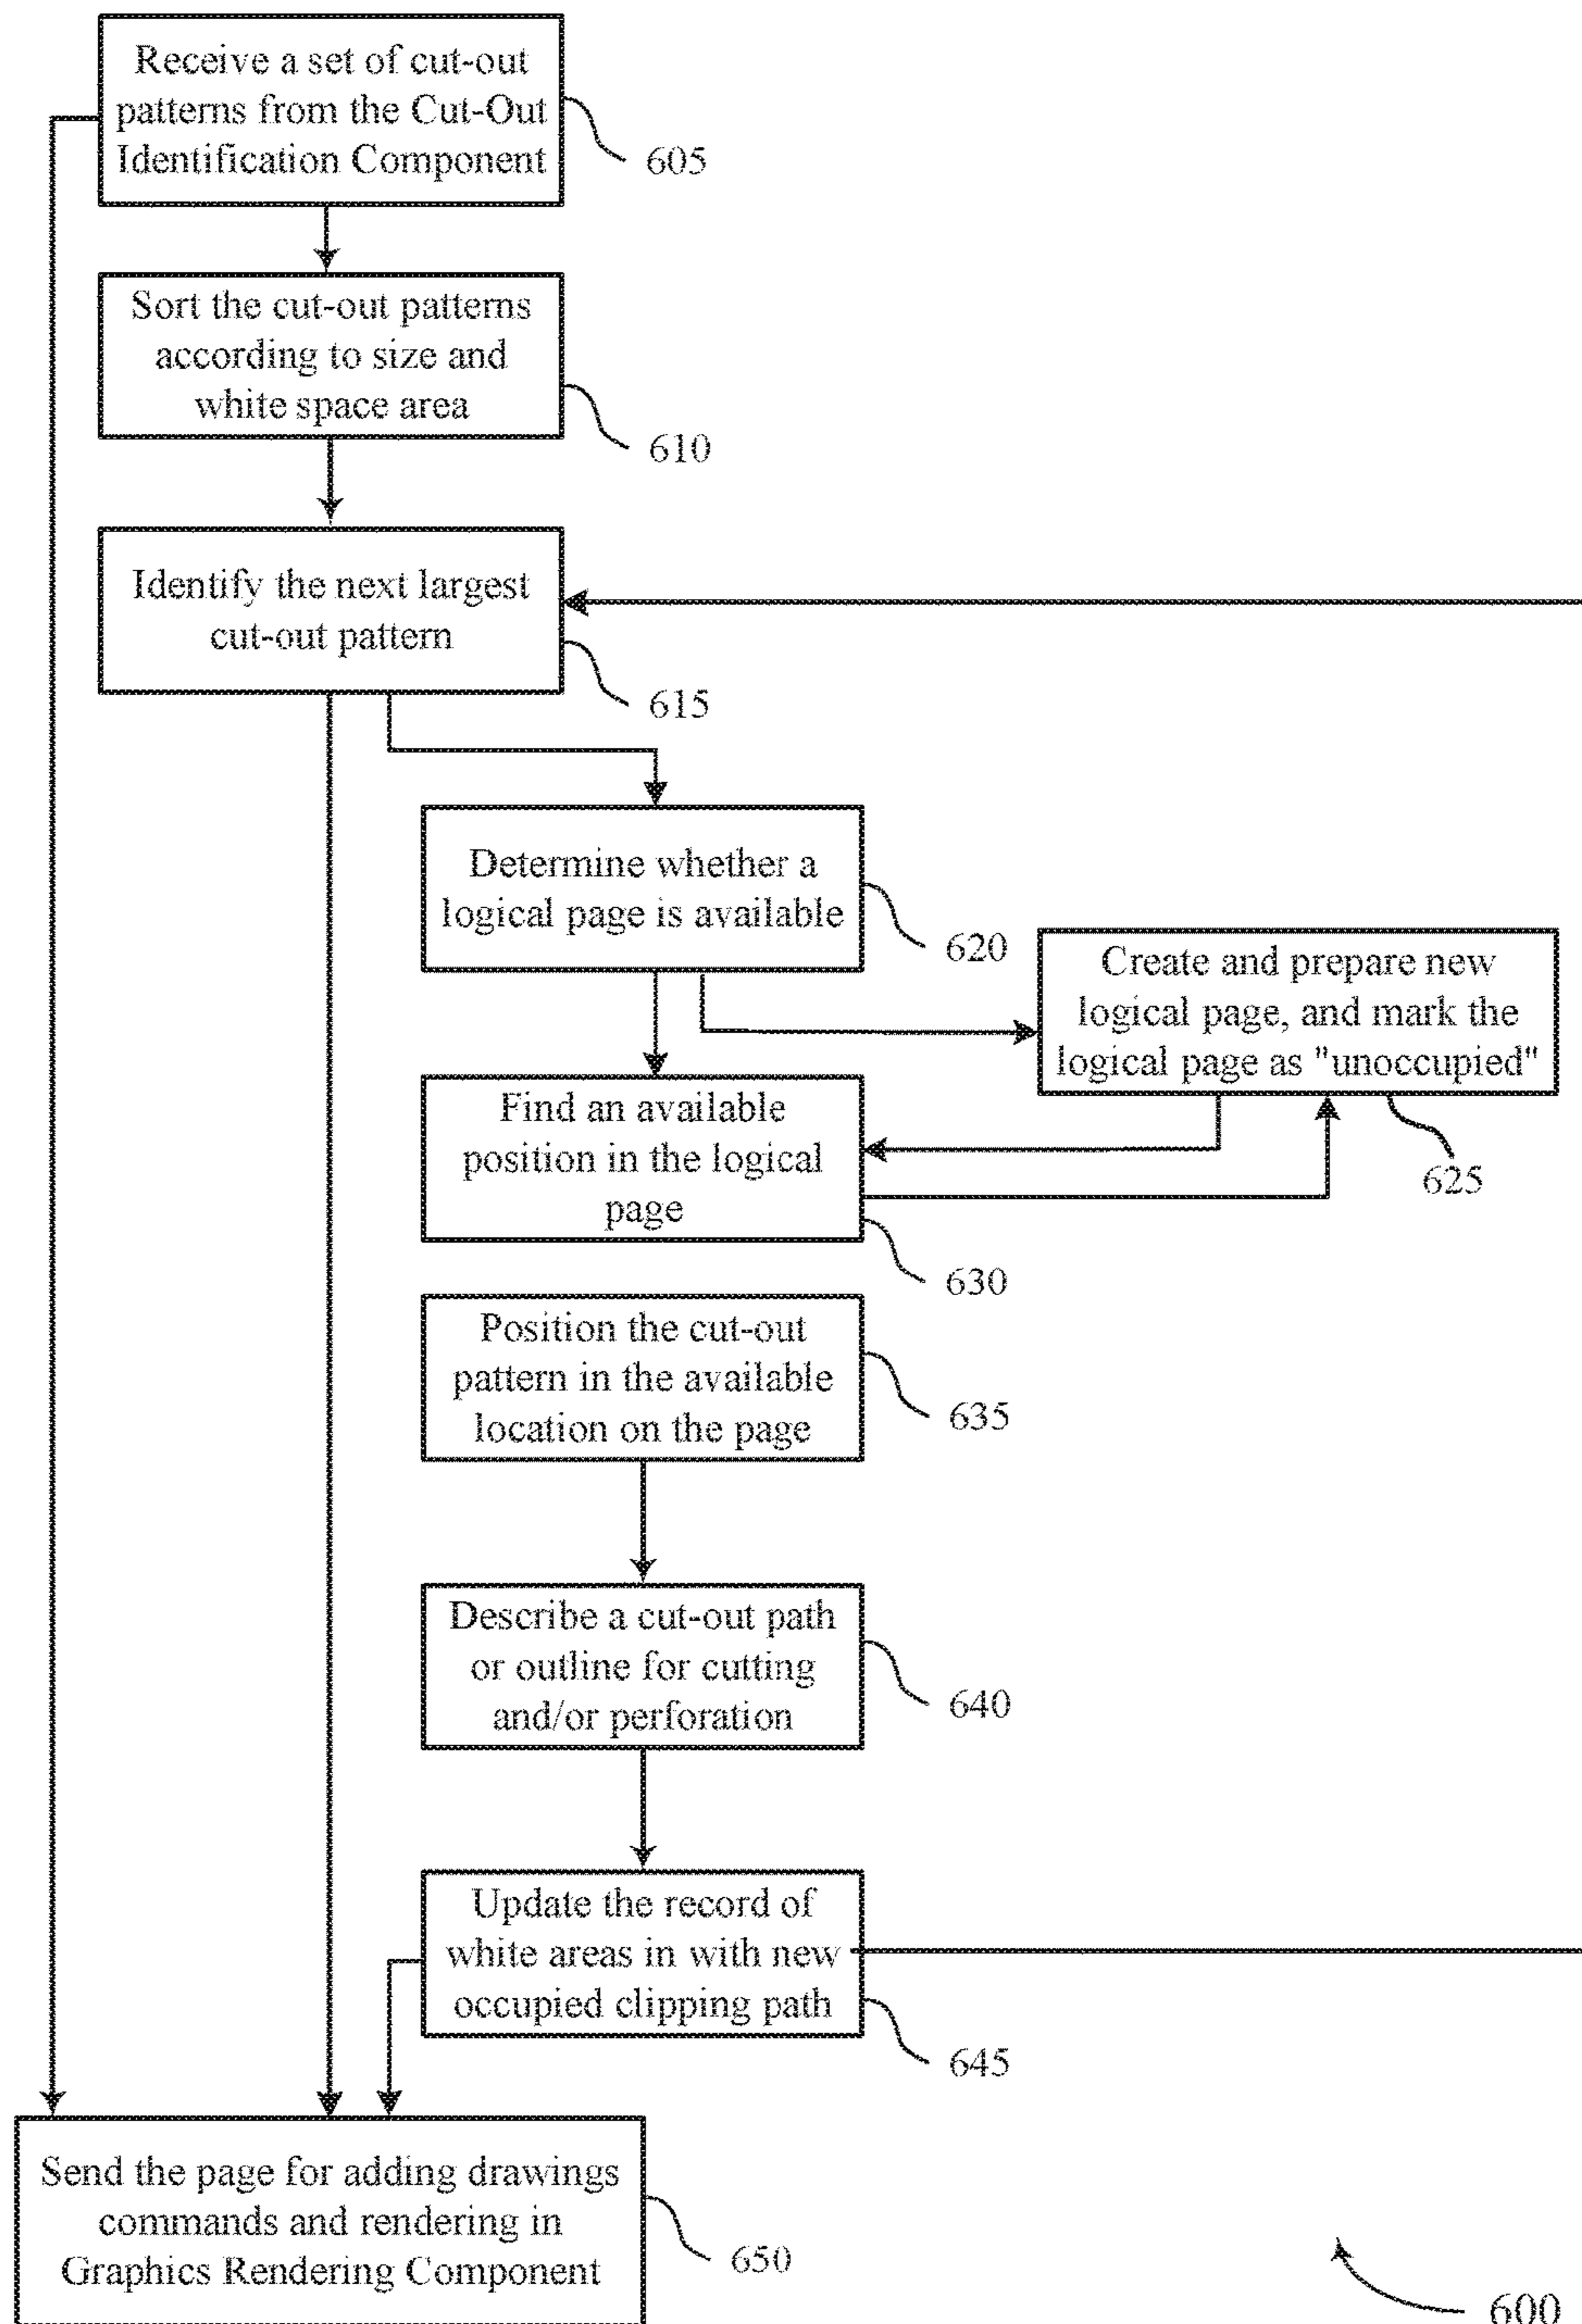 Receive a set of cut-out
patterns from the Cut-Out
Identification Component
605
Sort the cut-out patterns
according to size and
white space area
610
Identify the next largest
cut-out pattern
615
Determine whether a
logical page is available
620
Create and prepare new
logical page, and mark the
logical page as "unoccupied"
625
Find an available
position in the logical
page
630
Position the cut-out
pattern in the available
location on the page
635
Describe a cut-out path
or outline for cutting
and/or perforation
640
Update the record of
white areas in with new
occupied clipping path
645
Send the page for adding drawings
commands and rendering in
Graphics Rendering Component
650
600